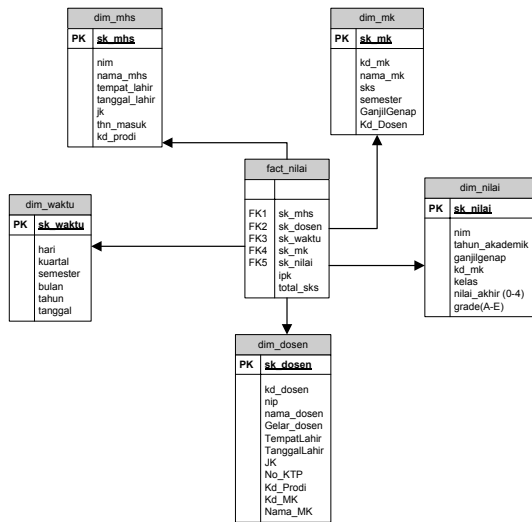 dim_mhs
PK sk_mhs
nim
nama_mhs
tempat_lahir
tanggal_lahir
jk
thn_masuk
kd_prodi
dim_mk
PK sk_mk
kd_mk
nama_mk
sks
semester
GanjilGenap
Kd_Dosen
fact_nilai
FK1 sk_mhs
FK2 sk_dosen
FK3 sk_waktu
FK4 sk_mk
FK5 sk_nilai
ipk
total_sks
dim_waktu
PK sk_waktu
hari
kuartal
semester
bulan
tahun
tanggal
dim_nilai
PK sk_nilai
nim
tahun_akademik
ganjilgenap
kd_mk
kelas
nilai_akhir (0-4)
grade(A-E)
dim_dosen
PK sk_dosen
kd_dosen
nip
nama_dosen
Gelar_dosen
TempatLahir
TanggalLahir
JK
No_KTP
Kd_Prodi
Kd_MK
Nama_MK